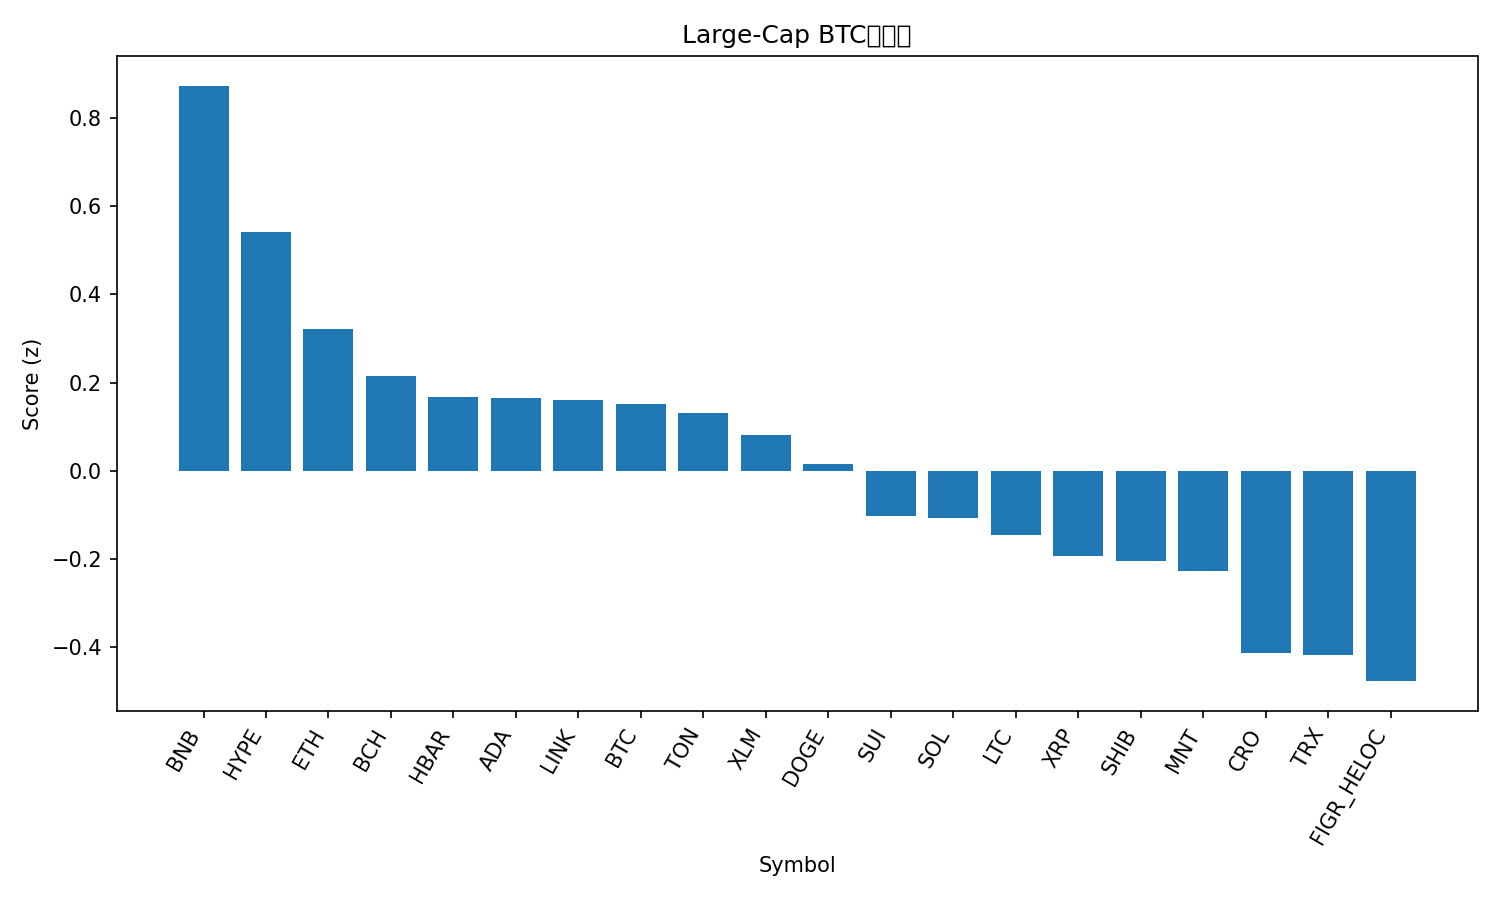 Large-Cap BTC
0.8
0.6
0.4
0.2
0.0
−0.2
−0.4
Score (z)
BNB
HYPE
ETH
BCH
HBAR
ADA
LINK
BTC
TON
XLM
DOGE
SUI
SOL
LTC
XRP
SHIB
MNT
CRO
TRX
FIGR_HELOC
Symbol